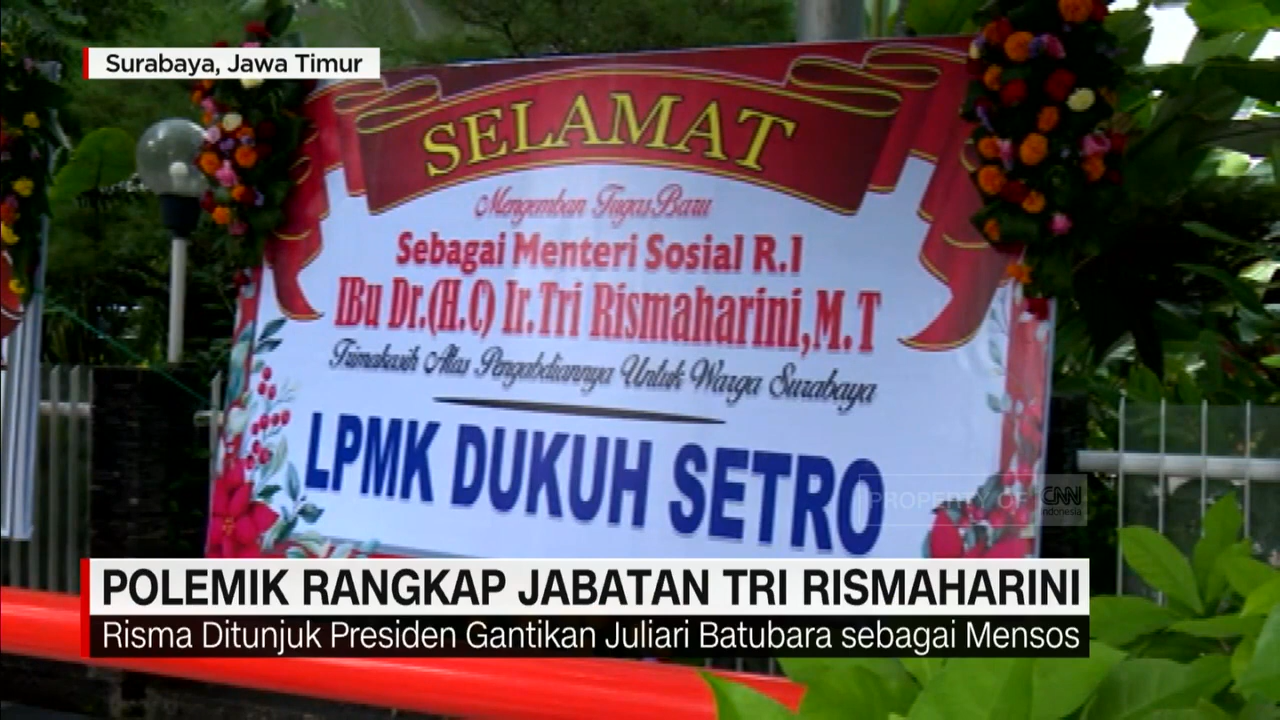 Surabaya, Jawa Timur
SELAMAT
Mengemban Tugas Baru
Sebagai Menteri Sosial R.I
IBu Dr.(H.C) Ir.Tri Rismaharini,M.T
Trimakasih Atas Pengabdiannya Untuk Warga Surabaya
LPMK DUKUH SETRO
PROPERTY OF CNN
Indonesia
POLEMIK RANGKAP JABATAN TRI RISMAHARINI
Risma Ditunjuk Presiden Gantikan Juliari Batubara sebagai Mensos